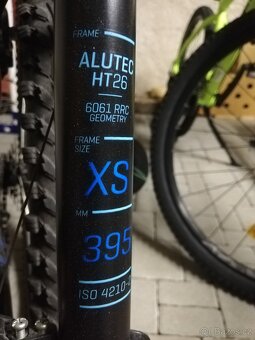 FRAME
ALUTEC
HT26
6061 RRC
GEOMETRY
FRAME
SIZE
XS
MM
395
ISO 4210-